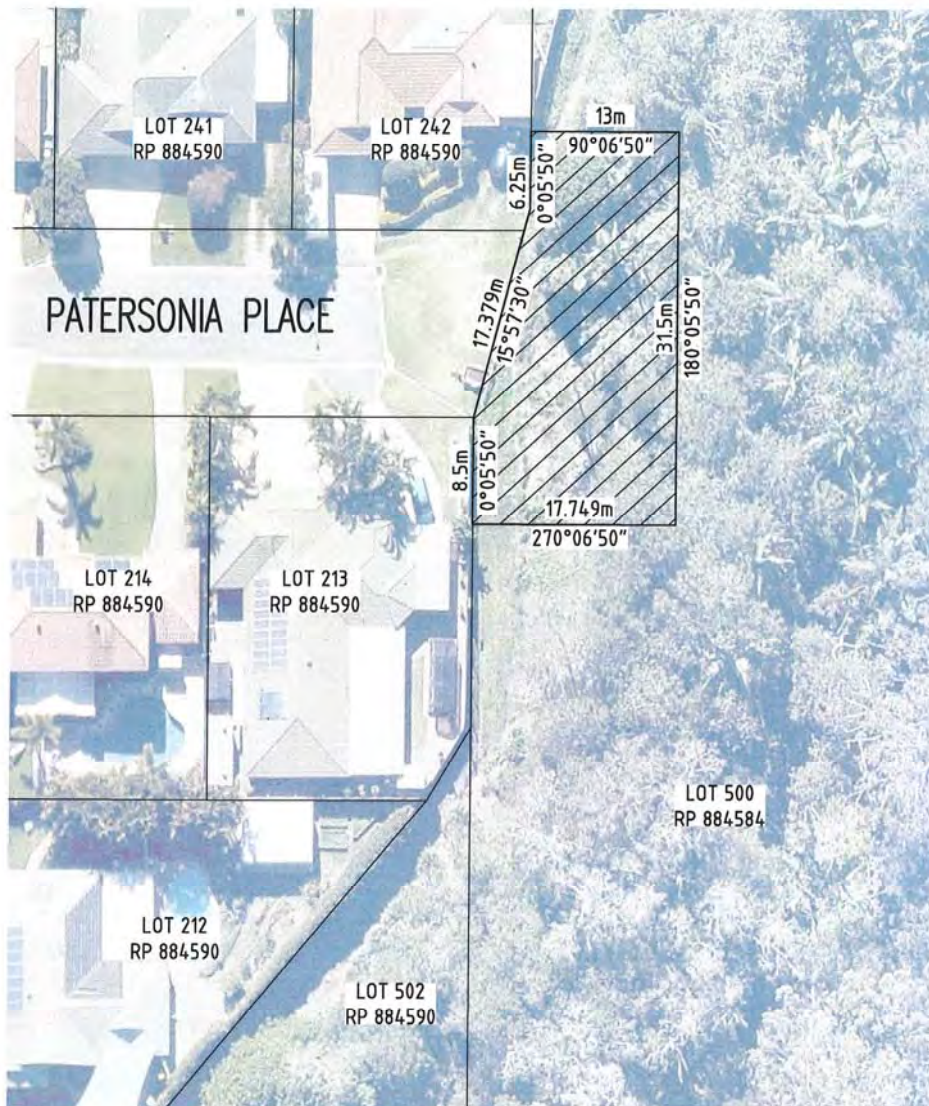 13m
90°06'50"
LOT 241
RP 884590
LOT 242
RP 884590
6.25m
0°05'50"
PATERSONIA PLACE
17.379m
15°57'30"
31.5m
180°05'50"
8.5m
0°05'50"
17.749m
270°06'50"
LOT 214
RP 884590
LOT 213
RP 884590
LOT 500
RP 884584
LOT 212
RP 884590
LOT 502
RP 884590